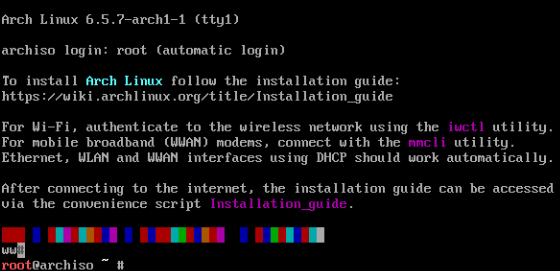 Arch Linux 6.5.7-arch1-1 (tty1)
archiso login: root (automatic login)
To install Arch Linux follow the installation guide:
https://wiki.archlinux.org/title/Installation_guide
For Wi-Fi, authenticate to the wireless network using the iwctl utility.
For mobile broadband (WWAN) modems, connect with the mmcli utility.
Ethernet, WLAN and WWAN interfaces using DHCP should work automatically.
After connecting to the internet, the installation guide can be accessed
via the convenience script Installation_guide.
ww#
root@archiso ~ #